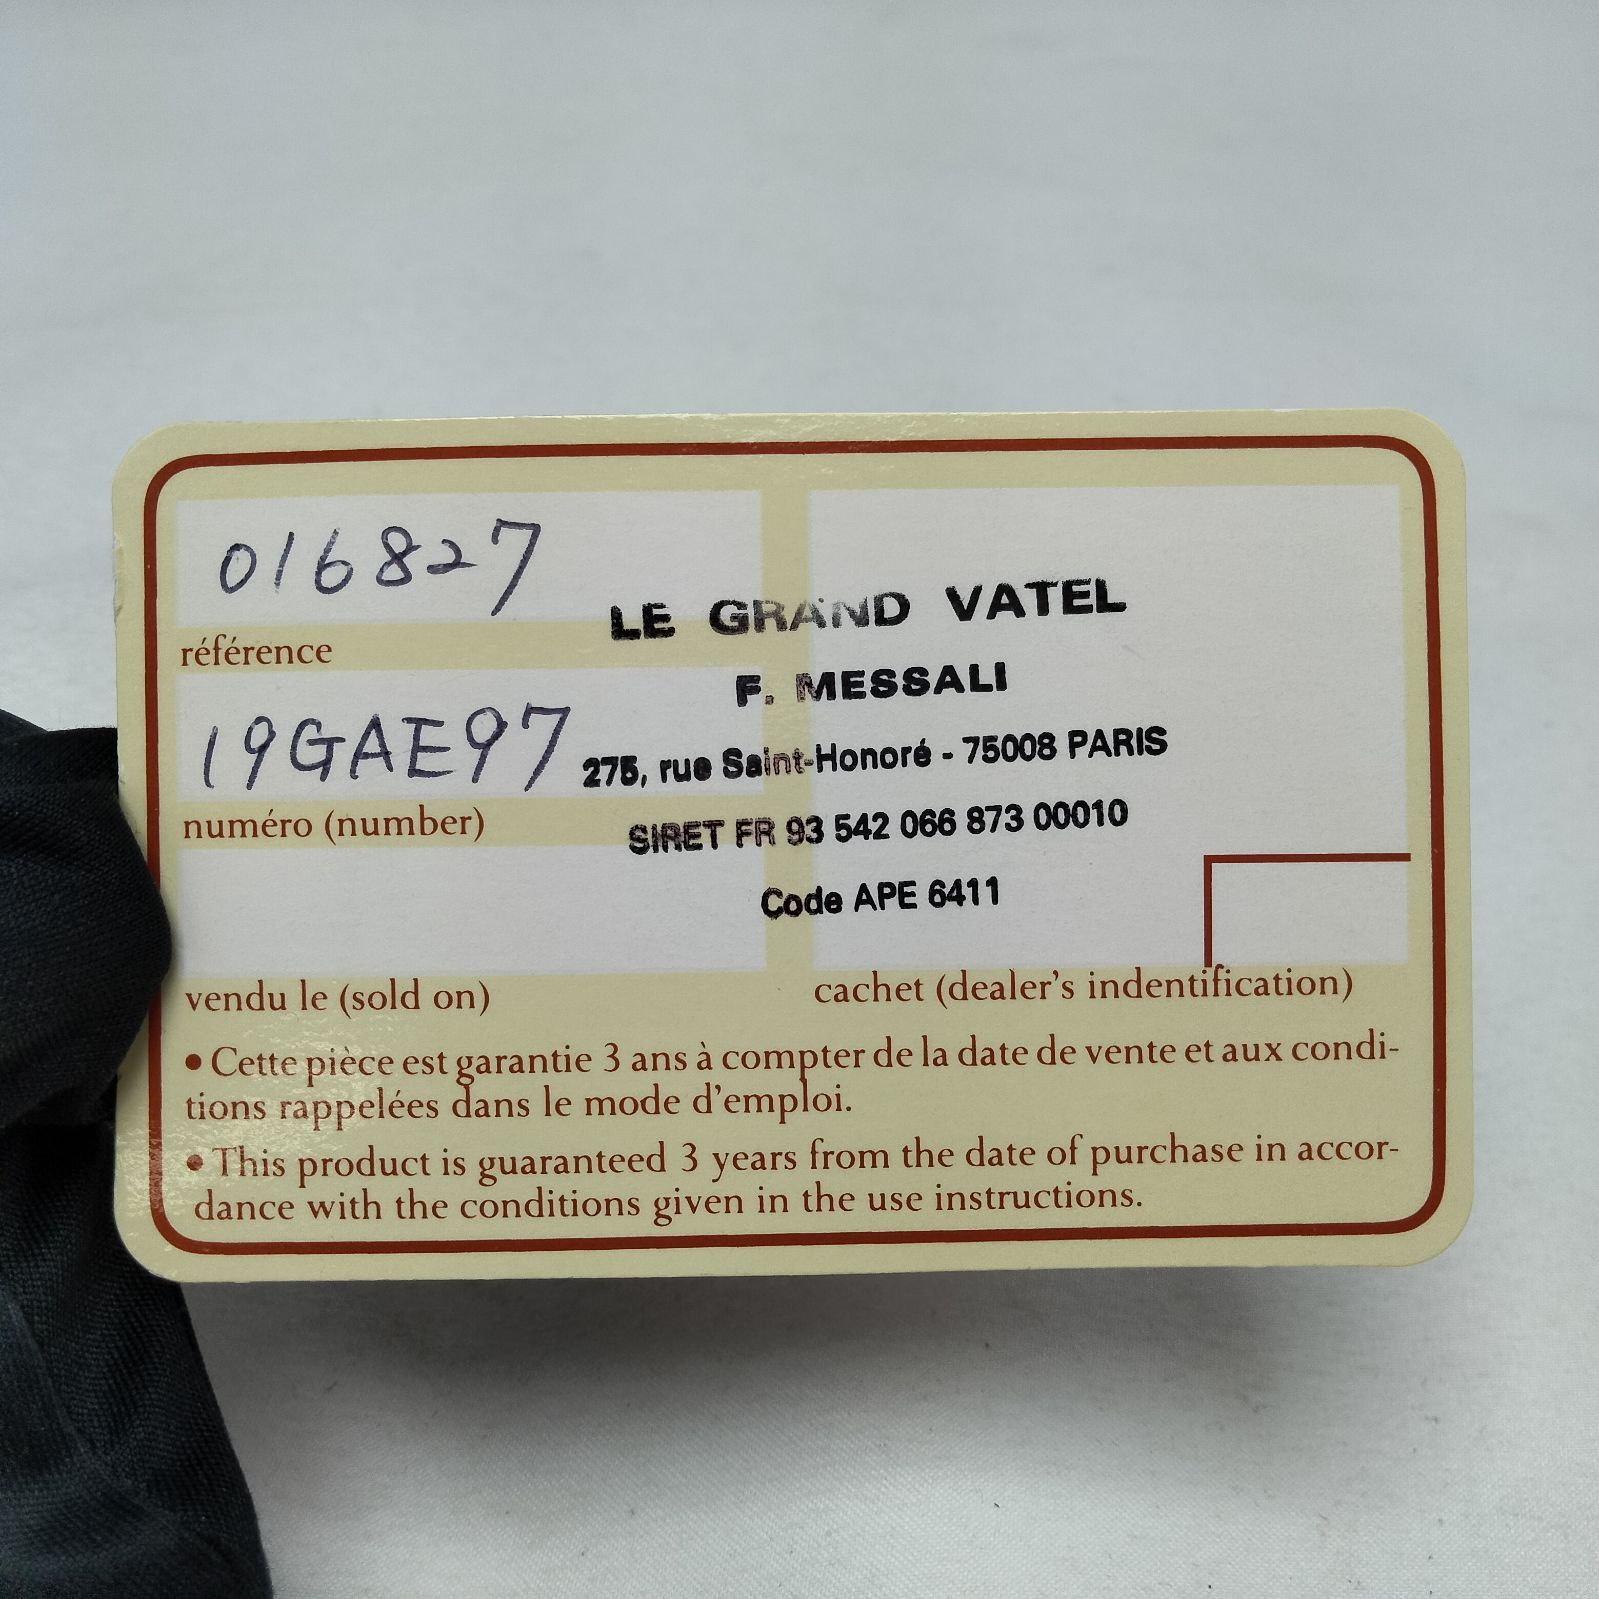 016827
référence
19GAE97
numéro (number)
vendu le (sold on)
LE GRAND VATEL
F. MESSALI
275, rue Saint-Honoré - 75008 PARIS
SIRET FR 93 542 066 873 00010
Code APE 6411
cachet (dealer's indentification)
• Cette pièce est garantie 3 ans à compter de la date de vente et aux condi-
tions rappelées dans le mode d'emploi.
• This product is guaranteed 3 years from the date of purchase in accor-
dance with the conditions given in the use instructions.